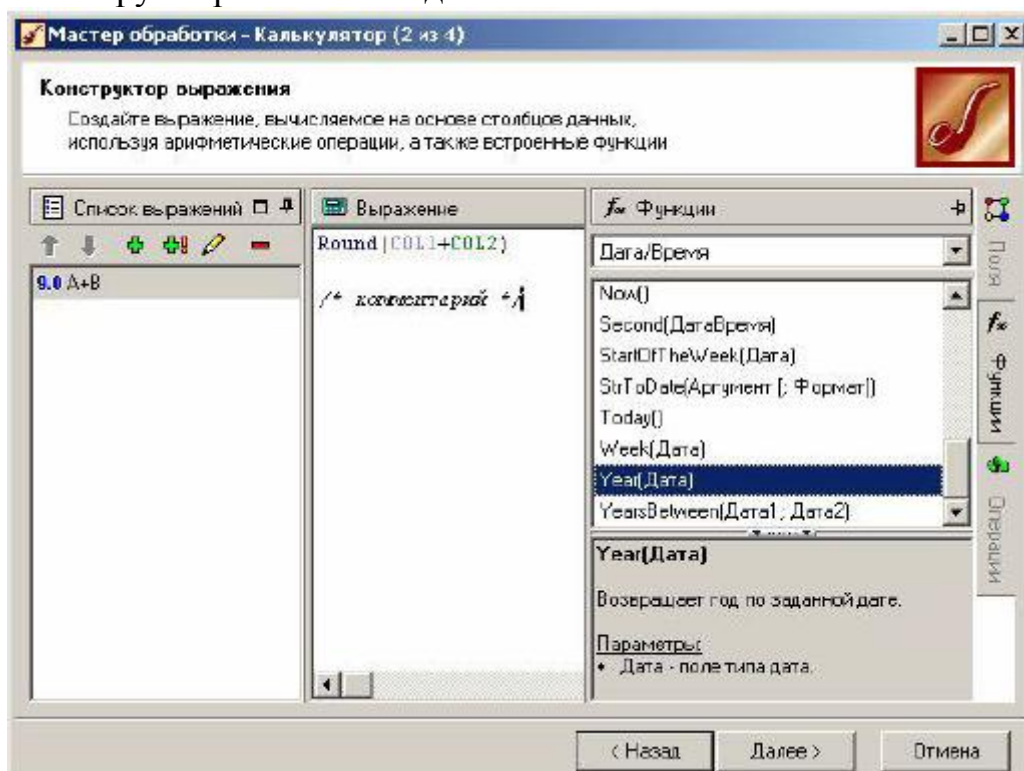 Мастер обработки - Калькулятор (2 из 4)
Конструктор выражения
Создайте выражение, вычисляемое на основе столбцов данных,
используя арифметические операции, а также встроенные функции
Список выражений
Выражение
Функции
9.0 A+B
Round(COL1+COL2)
/* комментарий */
Дата/Время
Now()
Second(ДатаВремя)
StartOfTheWeek(Дата)
StrToDate(Аргумент [; Формат])
Today()
Week(Дата)
Year(Дата)
YearsBetween(Дата1; Дата2)
Year(Дата)
Возвращает год по заданной дате.
Параметры:
• Дата - поле типа дата.
Поля
Функции
Операции
< Назад
Далее >
Отмена